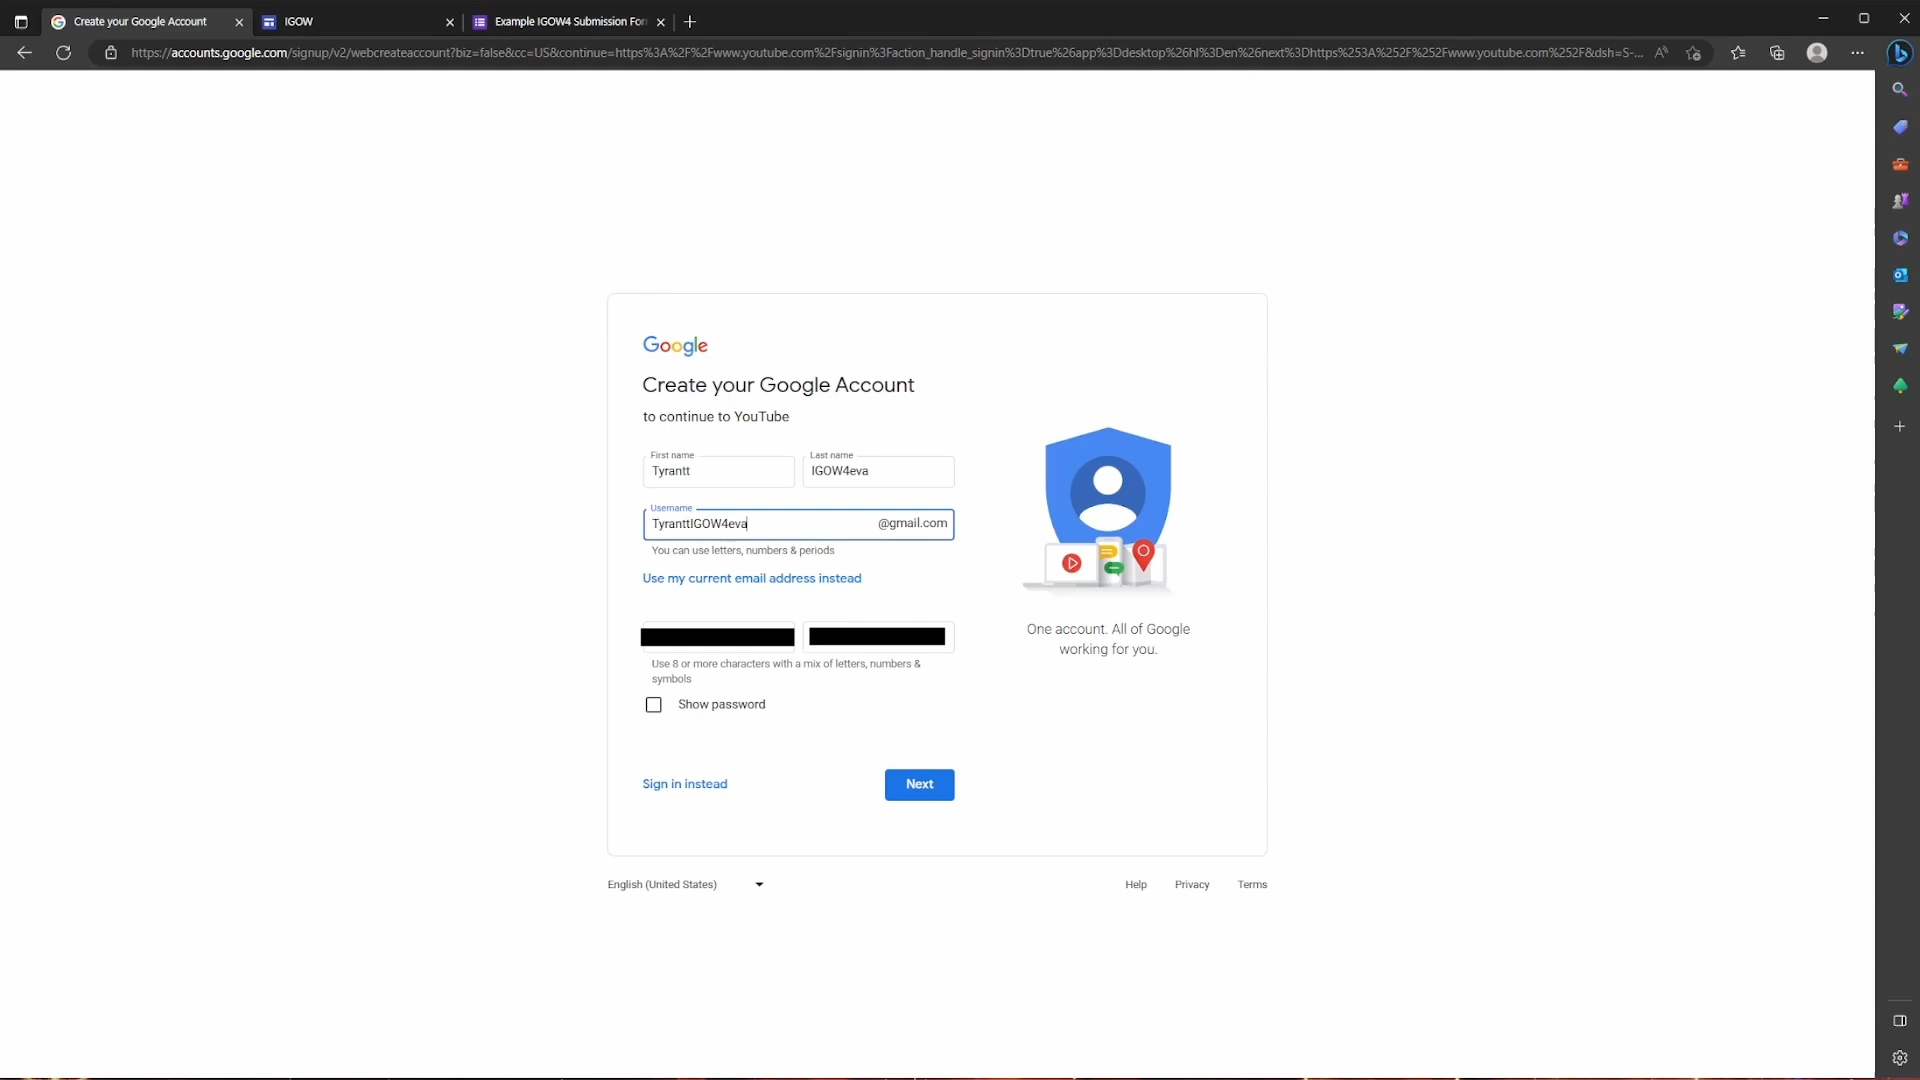 Create your Google Account
IGOW
Example IGOW4 Submission For
https://accounts.google.com/signup/v2/webcreateaccount?biz=false&cc=US&continue=https%3A%2F%2Fwww.youtube.com%2Fsignin%3Faction_handle_signin%3Dtrue%26app%3Ddesktop%26hl%3Den%26next%3Dhttps%253A%252F%252Fwww.youtube.com%252F&dsh=S-...
Google
Create your Google Account
to continue to YouTube
First name
Last name
Tyrantt
IGOW4eva
Username
TyranttIGOW4eva
@gmail.com
You can use letters, numbers & periods
Use my current email address instead
Use 8 or more characters with a mix of letters, numbers &
symbols
Show password
One account. All of Google
working for you.
Sign in instead
Next
English (United States)
Help
Privacy
Terms